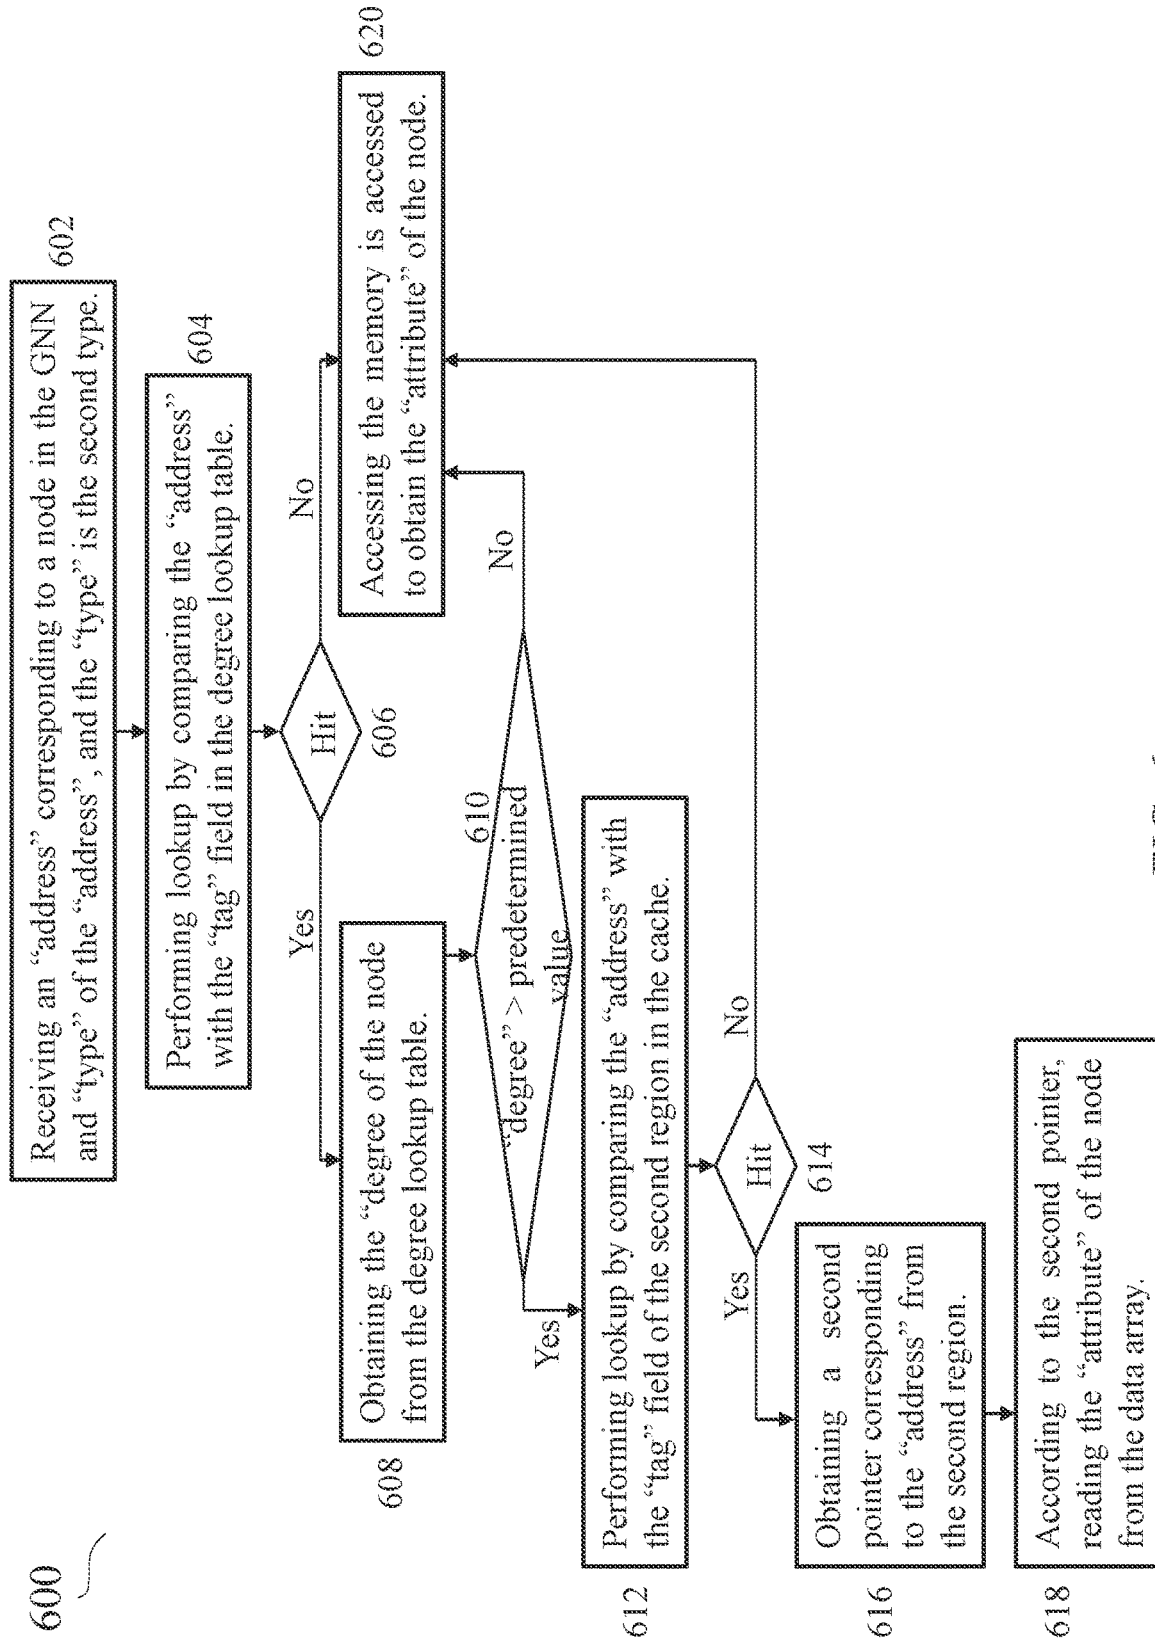 600
Receiving an “address” corresponding to a node in the GNN
and “type” of the “address”, and the “type” is the second type.
602
Performing lookup by comparing the “address”
with the “tag” field in the degree lookup table.
604
Hit
606
Yes
No
608
Obtaining the “degree of the node
from the degree lookup table.
Accessing the memory is accessed
to obtain the “attribute” of the node.
620
610
“degree” > predetermined
value
Yes
No
612
Performing lookup by comparing the “address” with
the “tag” field of the second region in the cache.
Hit
614
Yes
No
616
Obtaining a second
pointer corresponding
to the “address” from
the second region.
618
According to the second pointer,
reading the “attribute” of the node
from the data array.